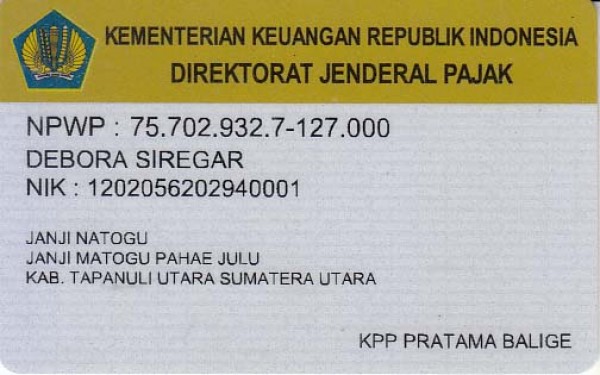 KEMENTERIAN KEUANGAN REPUBLIK INDONESIA
DIREKTORAT JENDERAL PAJAK
NPWP : 75.702.932.7-127.000
DEBORA SIREGAR
NIK : 1202056202940001
JANJI NATOGU
JANJI MATOGU PAHAE JULU
KAB. TAPANULI UTARA SUMATERA UTARA
KPP PRATAMA BALIGE